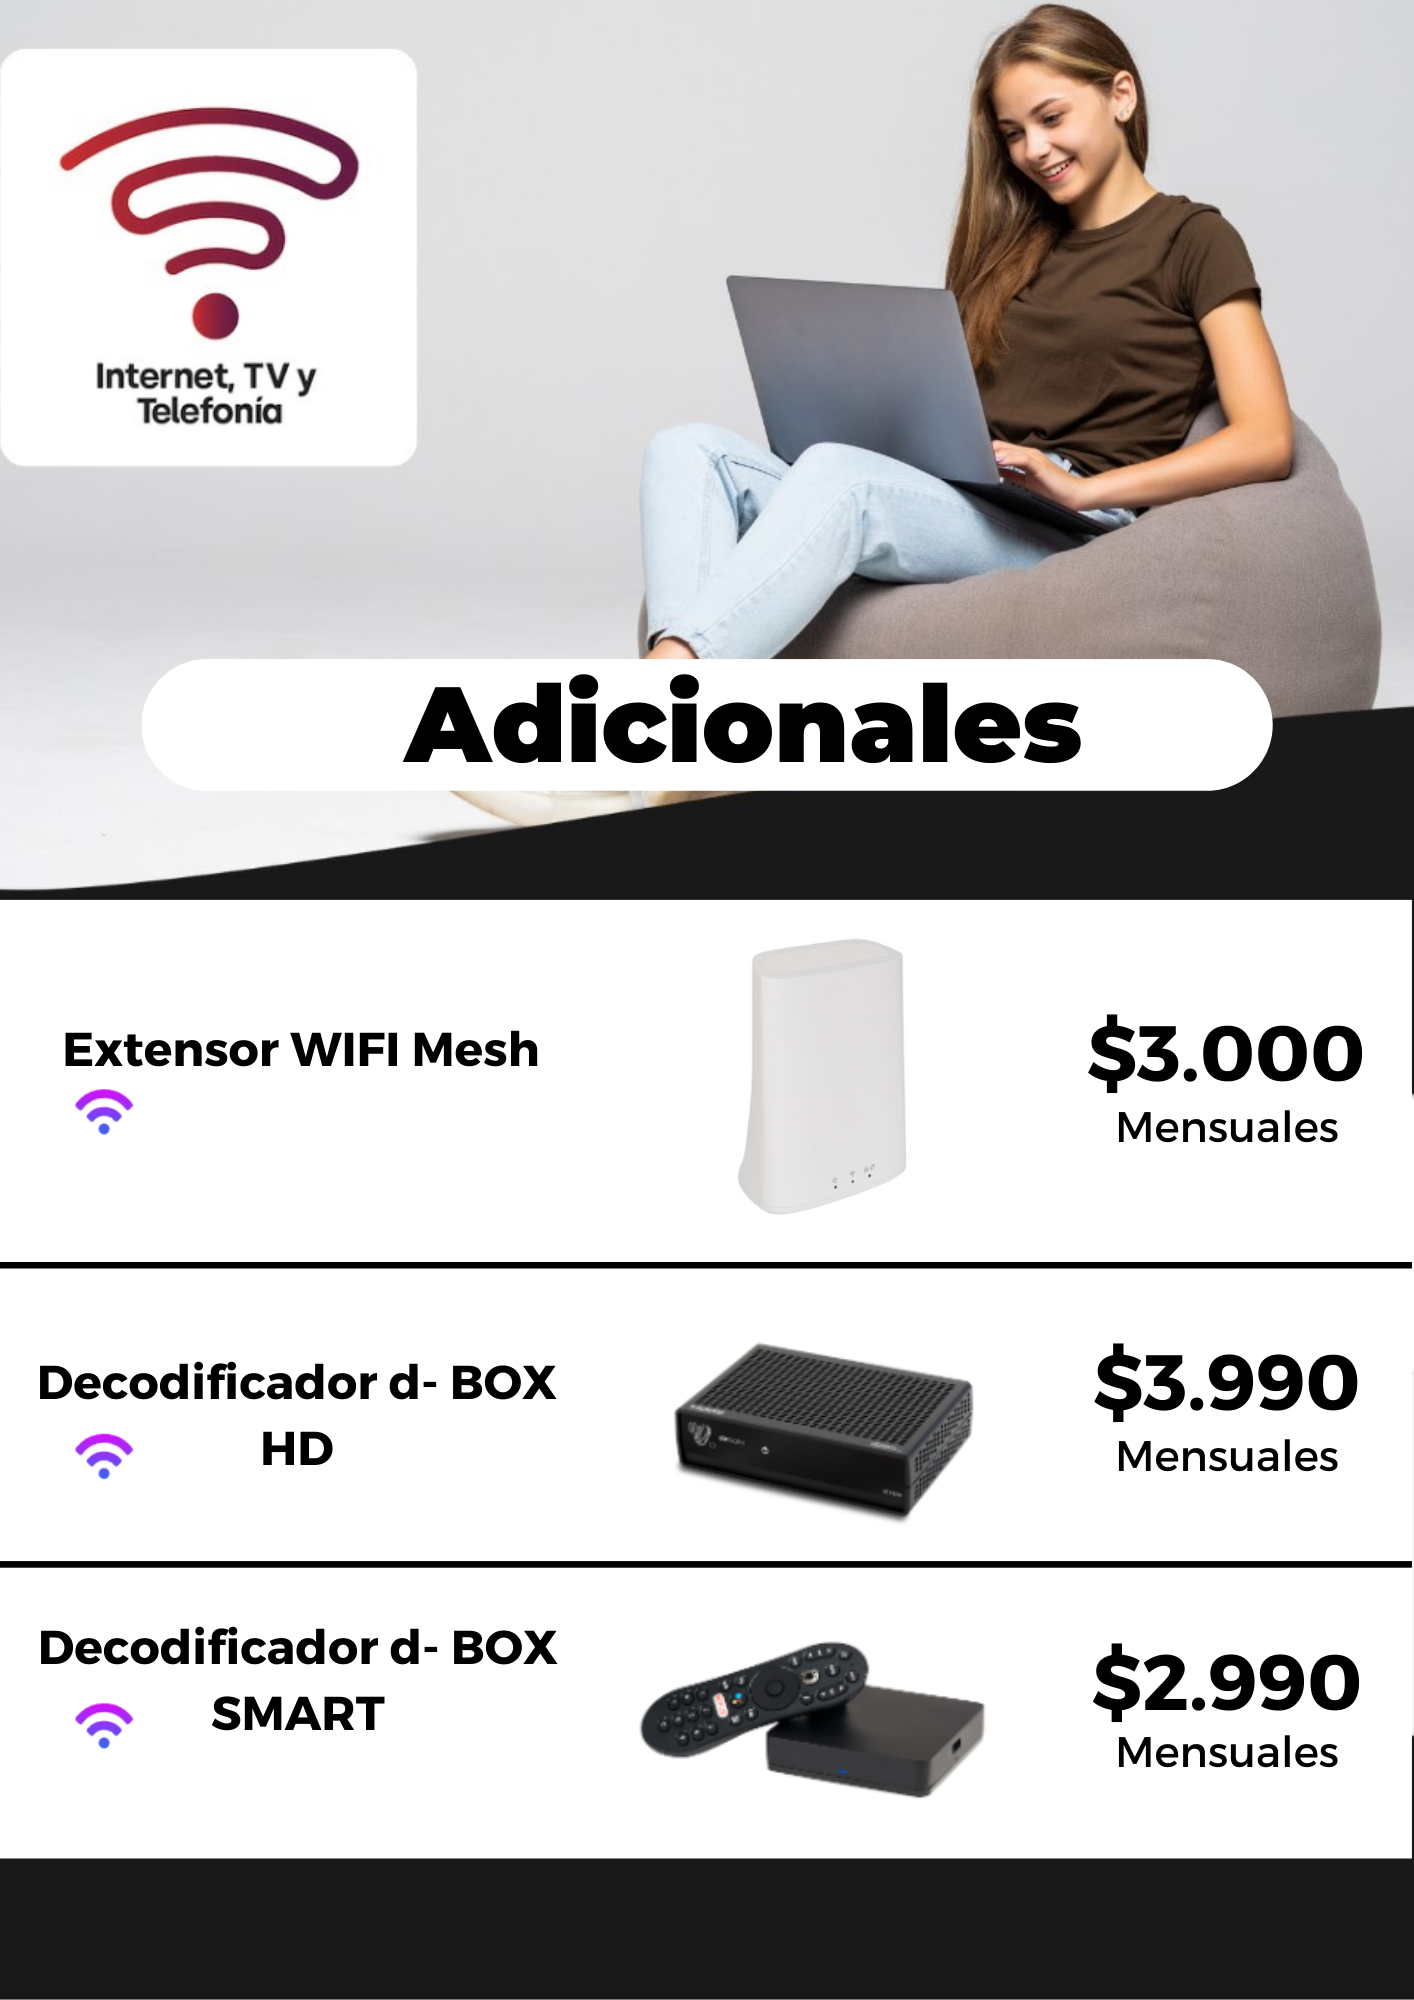 Internet, TV y
Telefonía
Adicionales
Extensor WIFI Mesh
$3.000
Mensuales
Decodificador d- BOX
HD
$3.990
Mensuales
Decodificador d- BOX
SMART
$2.990
Mensuales